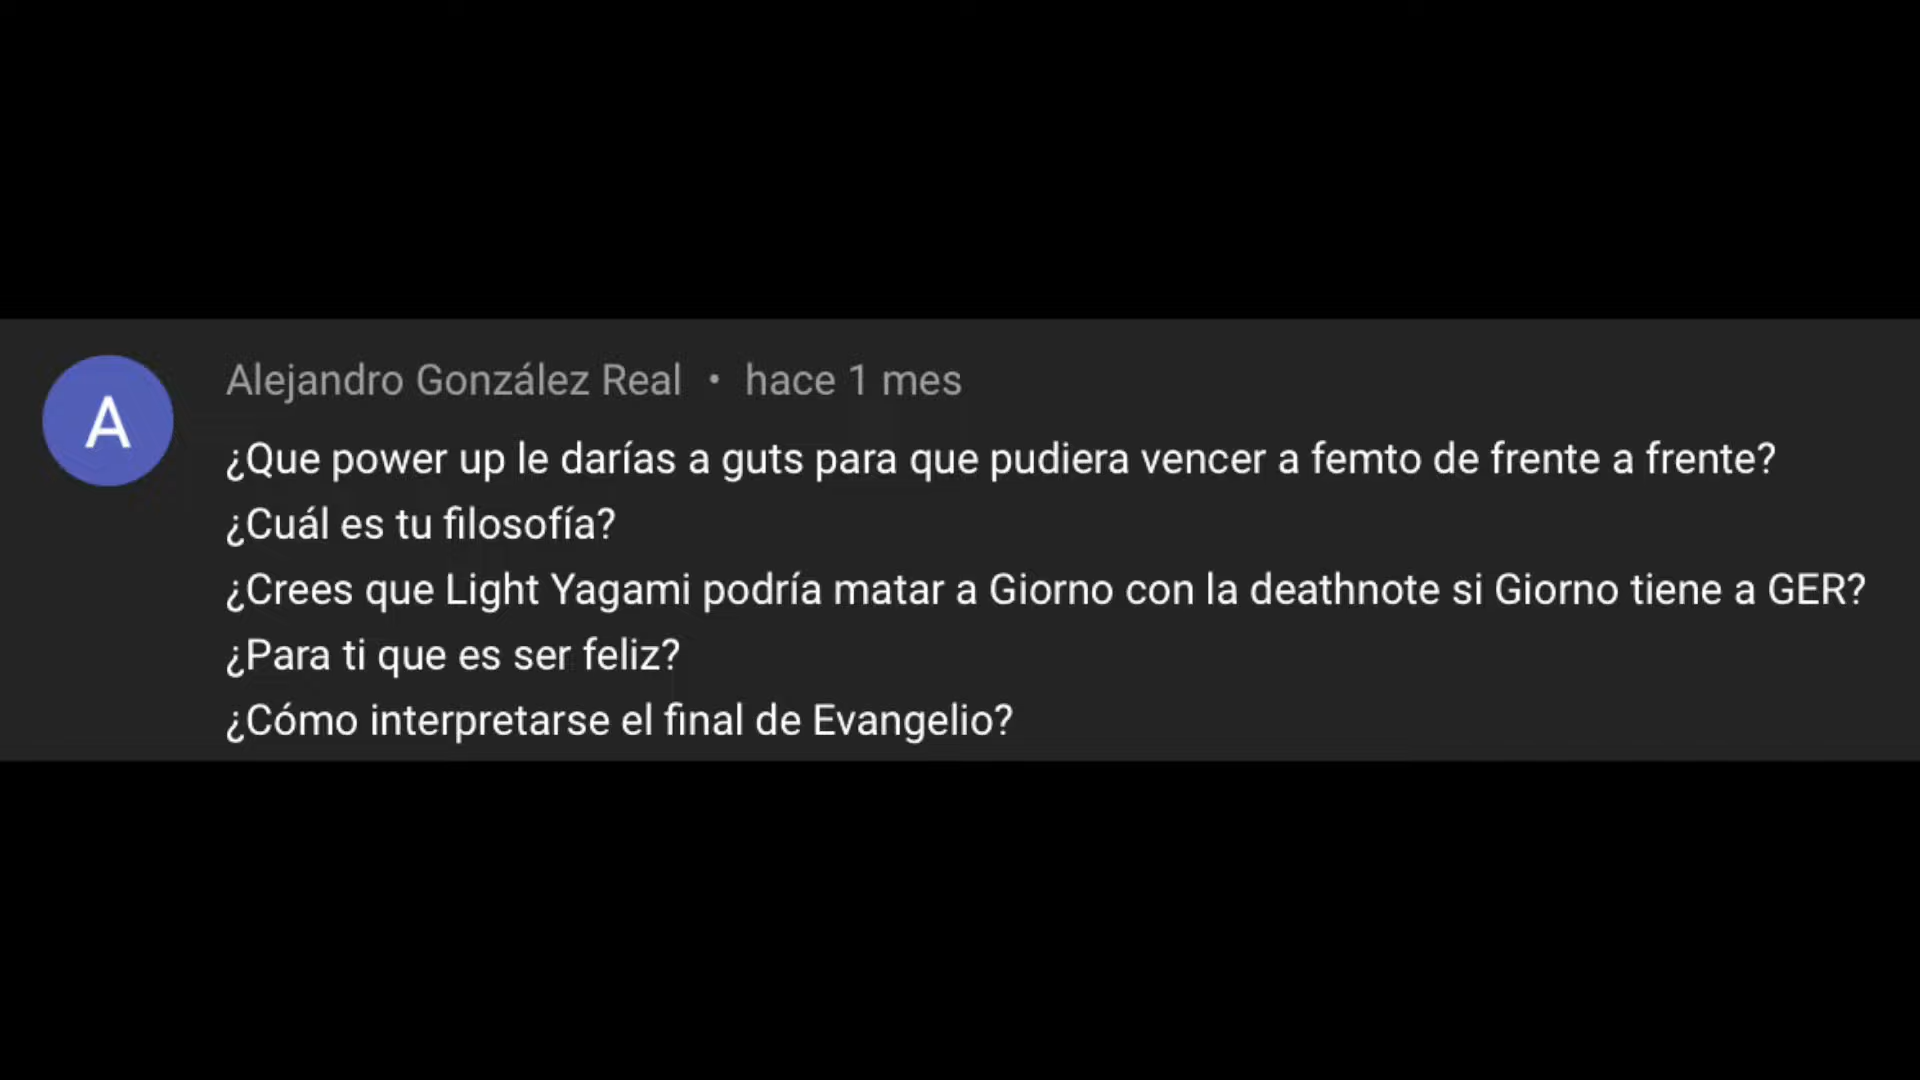 A
Alejandro González Real • hace 1 mes
¿Que power up le darías a guts para que pudiera vencer a femto de frente a frente?
¿Cuál es tu filosofía?
¿Crees que Light Yagami podría matar a Giorno con la deathnote si Giorno tiene a GER?
¿Para ti que es ser feliz?
¿Cómo interpretarse el final de Evangelio?